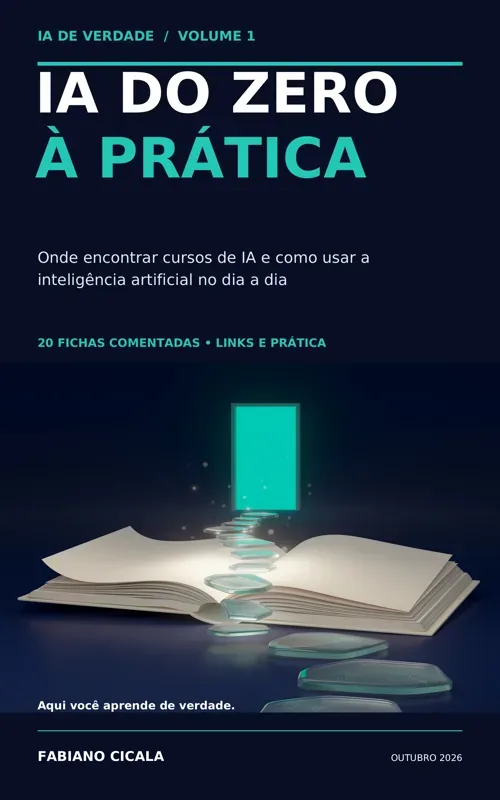 IA DE VERDADE / VOLUME 1
IA DO ZERO
À PRÁTICA
Onde encontrar cursos de IA e como usar a
inteligência artificial no dia a dia
20 FICHAS COMENTADAS • LINKS E PRÁTICA
Aqui você aprende de verdade.
FABIANO CICALA
OUTUBRO 2026